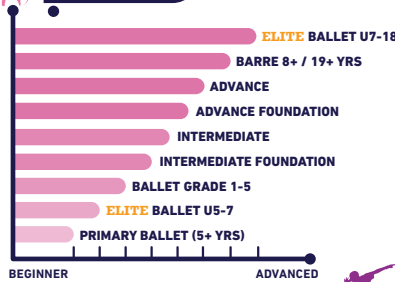 ELITE BALLET U7-18
BARRE 8+ / 19+ YRS
ADVANCE
ADVANCE FOUNDATION
INTERMEDIATE
INTERMEDIATE FOUNDATION
BALLET GRADE 1-5
ELITE BALLET U5-7
PRIMARY BALLET (5+ YRS)
BEGINNER ADVANCED